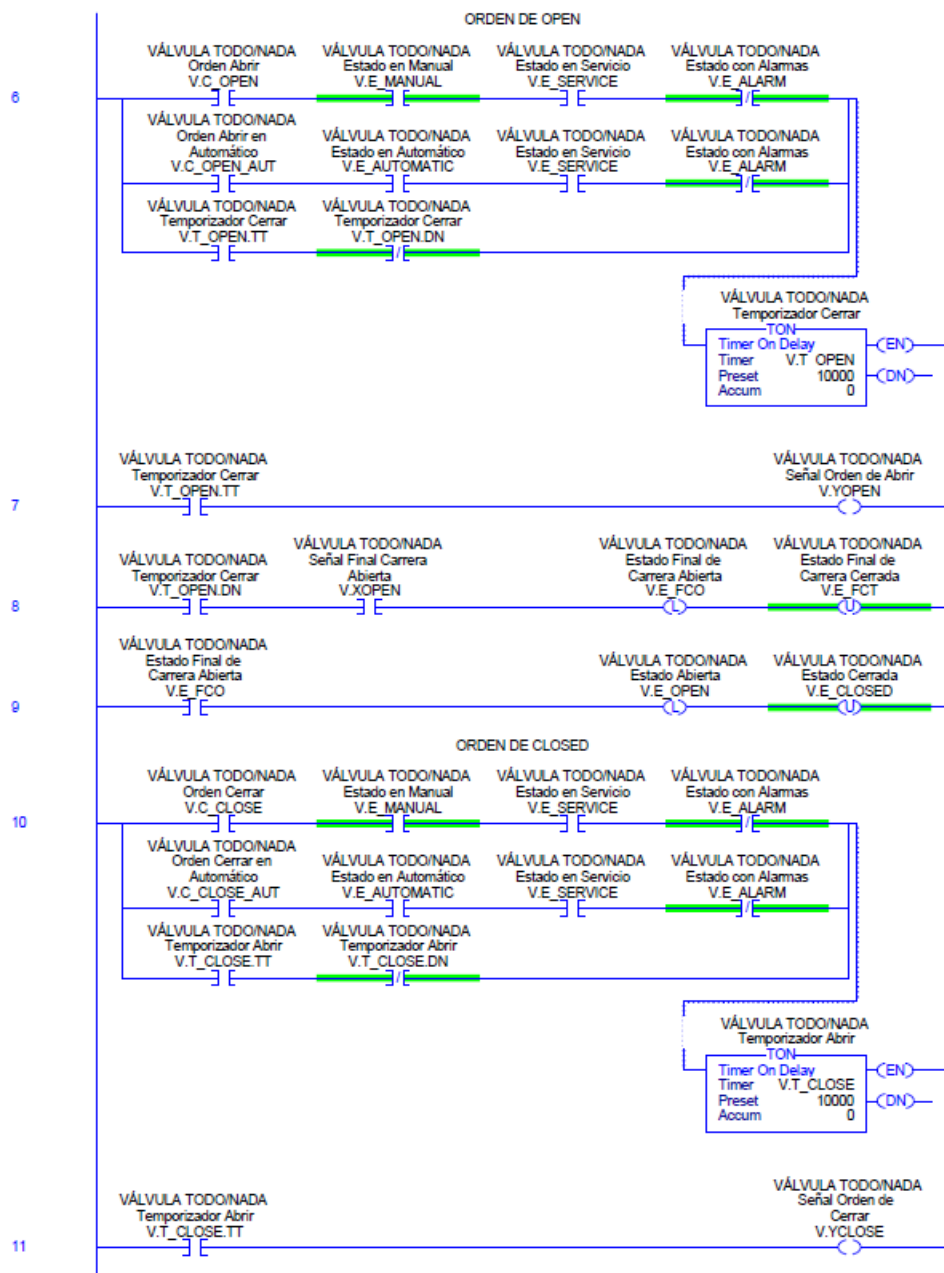 ORDEN DE OPEN
VÁLVULA TODO/NADA
Orden Abrir
V.C_OPEN
VÁLVULA TODO/NADA
Estado en Manual
V.E_MANUAL
VÁLVULA TODO/NADA
Estado en Servicio
V.E_SERVICE
VÁLVULA TODO/NADA
Estado con Alarmas
V.E_ALARM
6
VÁLVULA TODO/NADA
Orden Abrir en
Automático
V.C_OPEN_AUT
VÁLVULA TODO/NADA
Estado en Automático
V.E_AUTOMATIC
VÁLVULA TODO/NADA
Estado en Servicio
V.E_SERVICE
VÁLVULA TODO/NADA
Estado con Alarmas
V.E_ALARM
VÁLVULA TODO/NADA
Temporizador Cerrar
V.T_OPEN.TT
VÁLVULA TODO/NADA
Temporizador Cerrar
V.T_OPEN.DN
VÁLVULA TODO/NADA
Temporizador Cerrar
TON
Timer On Delay
Timer V.T_OPEN
Preset 10000
Accum 0
EN
DN
VÁLVULA TODO/NADA
Temporizador Cerrar
V.T_OPEN.TT
VÁLVULA TODO/NADA
Señal Orden de Abrir
V.YOPEN
7
VÁLVULA TODO/NADA
Temporizador Cerrar
V.T_OPEN.DN
VÁLVULA TODO/NADA
Señal Final Carrera
Abierta
V.XOPEN
VÁLVULA TODO/NADA
Estado Final de
Carrera Abierta
V.E_FCO
L
VÁLVULA TODO/NADA
Estado Final de
Carrera Cerrada
V.E_FCT
U
8
VÁLVULA TODO/NADA
Estado Final de
Carrera Abierta
V.E_FCO
VÁLVULA TODO/NADA
Estado Abierta
V.E_OPEN
L
VÁLVULA TODO/NADA
Estado Cerrada
V.E_CLOSED
U
9
ORDEN DE CLOSED
VÁLVULA TODO/NADA
Orden Cerrar
V.C_CLOSE
VÁLVULA TODO/NADA
Estado en Manual
V.E_MANUAL
VÁLVULA TODO/NADA
Estado en Servicio
V.E_SERVICE
VÁLVULA TODO/NADA
Estado con Alarmas
V.E_ALARM
10
VÁLVULA TODO/NADA
Orden Cerrar en
Automático
V.C_CLOSE_AUT
VÁLVULA TODO/NADA
Estado en Automático
V.E_AUTOMATIC
VÁLVULA TODO/NADA
Estado en Servicio
V.E_SERVICE
VÁLVULA TODO/NADA
Estado con Alarmas
V.E_ALARM
VÁLVULA TODO/NADA
Temporizador Abrir
V.T_CLOSE.TT
VÁLVULA TODO/NADA
Temporizador Abrir
V.T_CLOSE.DN
VÁLVULA TODO/NADA
Temporizador Abrir
TON
Timer On Delay
Timer V.T_CLOSE
Preset 10000
Accum 0
EN
DN
VÁLVULA TODO/NADA
Temporizador Abrir
V.T_CLOSE.TT
VÁLVULA TODO/NADA
Señal Orden de
Cerrar
V.YCLOSE
11